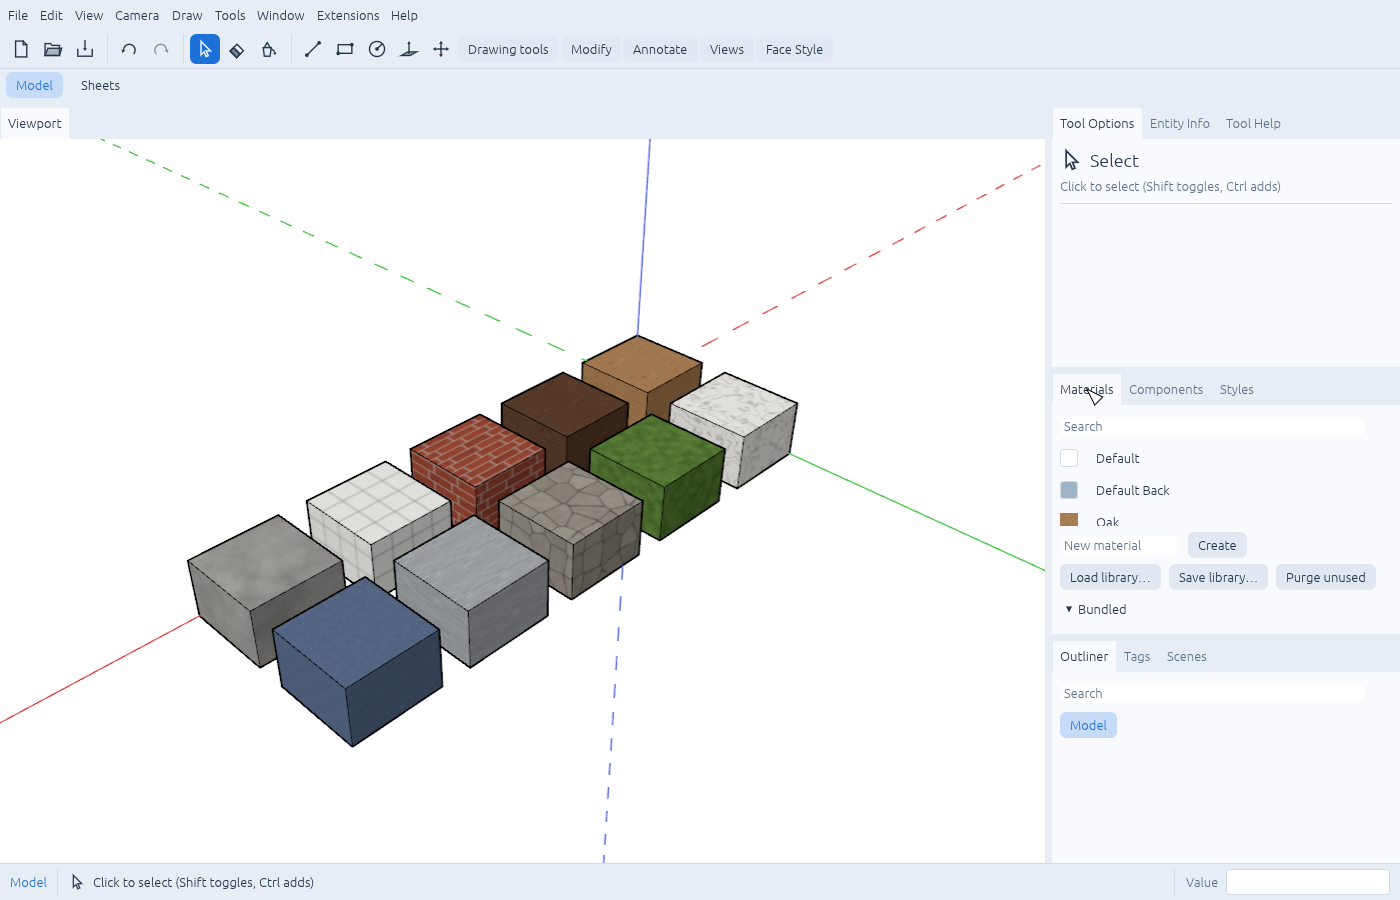 File Edit View Camera Draw Tools Window Extensions Help
Drawing tools Modify Annotate Views Face Style
Model Sheets
Viewport
Tool Options Entity Info Tool Help
Select
Click to select (Shift toggles, Ctrl adds)
Materials Components Styles
Search
Default
Default Back
Oak
New material Create
Load library... Save library... Purge unused
Bundled
Outliner Tags Scenes
Search
Model
Model Click to select (Shift toggles, Ctrl adds) Value